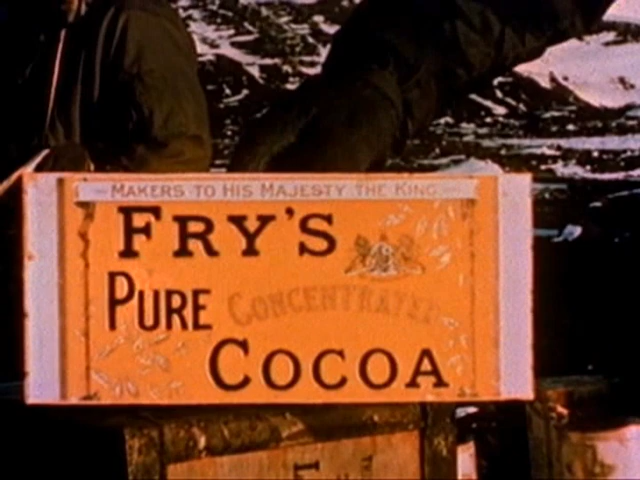 MAKERS TO HIS MAJESTY THE KING
FRY'S
PURE CONCENTRATED
COCOA